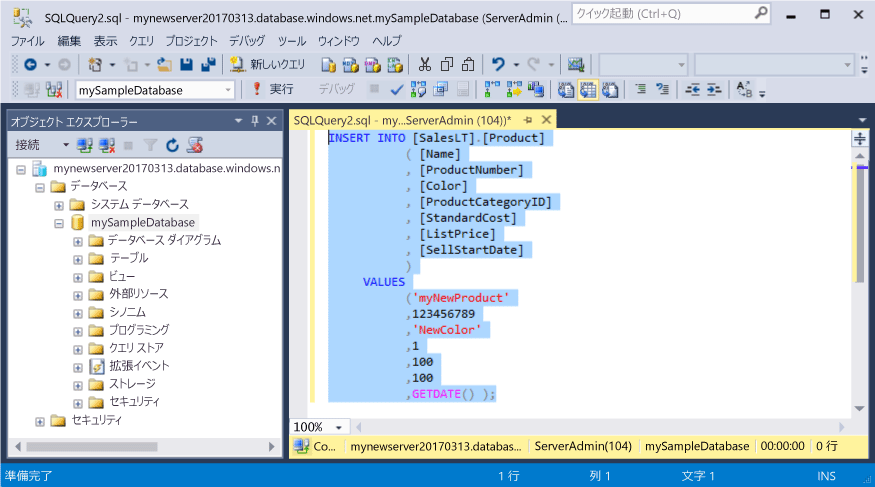 SQLQuery2.sql - mynewserver20170313.database.windows.net.mySampleDatabase (ServerAdmin (...
クイック起動 (Ctrl+Q)
ファイル 編集 表示 クエリ プロジェクト デバッグ ツール ウィンドウ ヘルプ
新しいクエリ
mySampleDatabase
実行
デバッグ
オブジェクト エクスプローラー
接続
mynewserver20170313.database.windows.n
データベース
システム データベース
mySampleDatabase
データベース ダイアグラム
テーブル
ビュー
外部リソース
シノニム
プログラミング
クエリ ストア
拡張イベント
ストレージ
セキュリティ
セキュリティ
SQLQuery2.sql - my...ServerAdmin (104))*
INSERT INTO [SalesLT].[Product]
( [Name]
, [ProductNumber]
, [Color]
, [ProductCategoryID]
, [StandardCost]
, [ListPrice]
, [SellStartDate]
)
VALUES
('myNewProduct'
,123456789
,'NewColor'
,1
,100
,100
,GETDATE() );
100%
Co... mynewserver20170313.databas... ServerAdmin(104) mySampleDatabase 00:00:00 0 行
準備完了 1 行 列 1 文字 1 INS